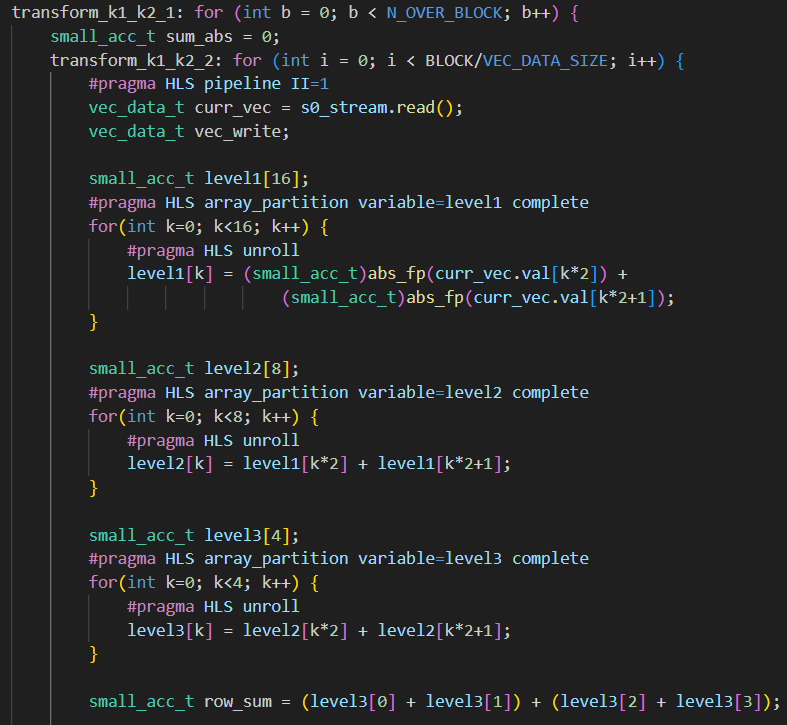 transform_k1_k2_1: for (int b = 0; b < N_OVER_BLOCK; b++) {
    small_acc_t sum_abs = 0;
    transform_k1_k2_2: for (int i = 0; i < BLOCK/VEC_DATA_SIZE; i++) {
        #pragma HLS pipeline II=1
        vec_data_t curr_vec = s0_stream.read();
        vec_data_t vec_write;

        small_acc_t level1[16];
        #pragma HLS array_partition variable=level1 complete
        for(int k=0; k<16; k++) {
            #pragma HLS unroll
            level1[k] = (small_acc_t)abs_fp(curr_vec.val[k*2]) +
                            (small_acc_t)abs_fp(curr_vec.val[k*2+1]);
        }

        small_acc_t level2[8];
        #pragma HLS array_partition variable=level2 complete
        for(int k=0; k<8; k++) {
            #pragma HLS unroll
            level2[k] = level1[k*2] + level1[k*2+1];
        }

        small_acc_t level3[4];
        #pragma HLS array_partition variable=level3 complete
        for(int k=0; k<4; k++) {
            #pragma HLS unroll
            level3[k] = level2[k*2] + level2[k*2+1];
        }

        small_acc_t row_sum = (level3[0] + level3[1]) + (level3[2] + level3[3]);